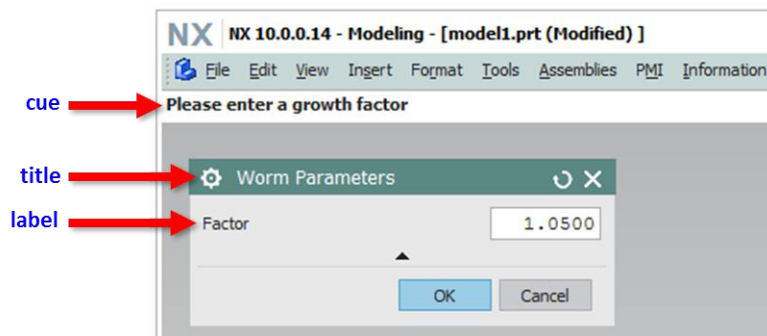 NX NX 10.0.0.14 - Modeling - [model1.prt (Modified) ]
File Edit View Insert Format Tools Assemblies PMI Information
cue Please enter a growth factor
title Worm Parameters
label Factor 1.0500
OK Cancel